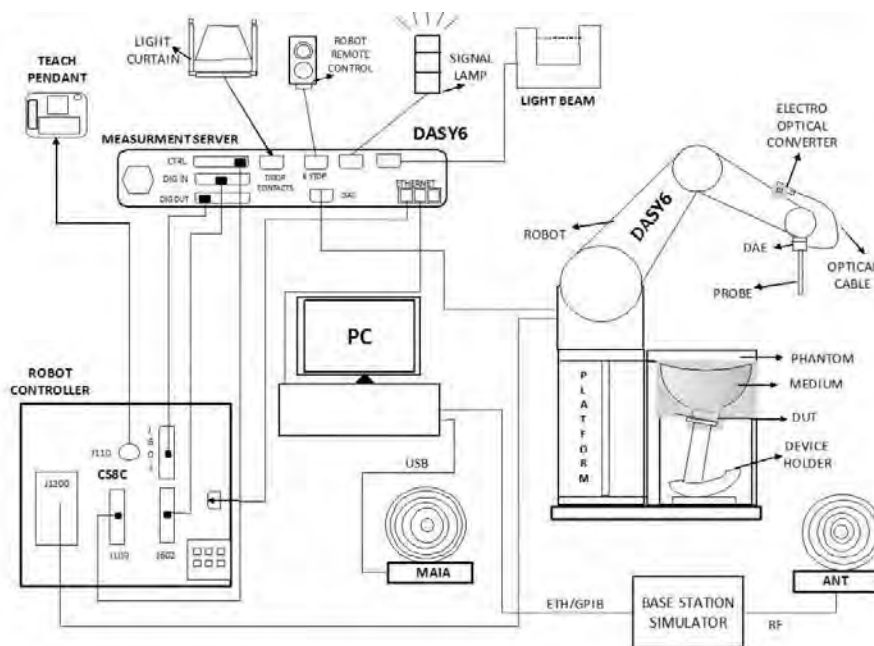 LIGHT
CURTAIN
ROBOT
REMOTE
CONTROL
SIGNAL
LAMP
LIGHT BEAM
TEACH
PENDANT
MEASURMENT SERVER
DASY6
CTRL
DIG IN
DIG OUT
DOOR
CONTACTS
STOP
DAE
ETHERNET
ELECTRO
OPTICAL
CONVERTER
ROBOT
DASY6
DAE
OPTICAL
CABLE
PROBE
PC
PLATFORM
PHANTOM
MEDIUM
DUT
DEVICE
HOLDER
ROBOT
CONTROLLER
J110
CS8C
J1200
J103
J602
USB
MAIA
ETH/GPIB
BASE STATION
SIMULATOR
RF
ANT